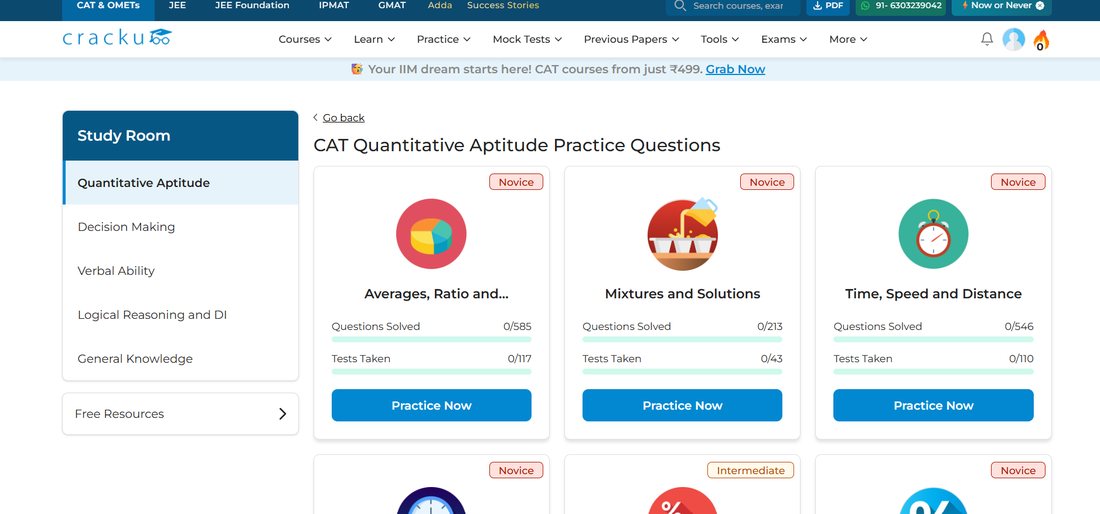 CAT & OMETs JEE JEE Foundation IPMAT GMAT Adda Success Stories Search courses, exar PDF 91- 6303239042 Now or Never
cracku Courses Learn Practice Mock Tests Previous Papers Tools Exams More 0
Your IIM dream starts here! CAT courses from just ₹499. Grab Now
Study Room
Quantitative Aptitude
Decision Making
Verbal Ability
Logical Reasoning and DI
General Knowledge
Free Resources
Go back
CAT Quantitative Aptitude Practice Questions
Novice
Averages, Ratio and...
Questions Solved 0/585
Tests Taken 0/117
Practice Now
Novice
Mixtures and Solutions
Questions Solved 0/213
Tests Taken 0/43
Practice Now
Novice
Time, Speed and Distance
Questions Solved 0/546
Tests Taken 0/110
Practice Now
Novice
Intermediate
%
Novice
%